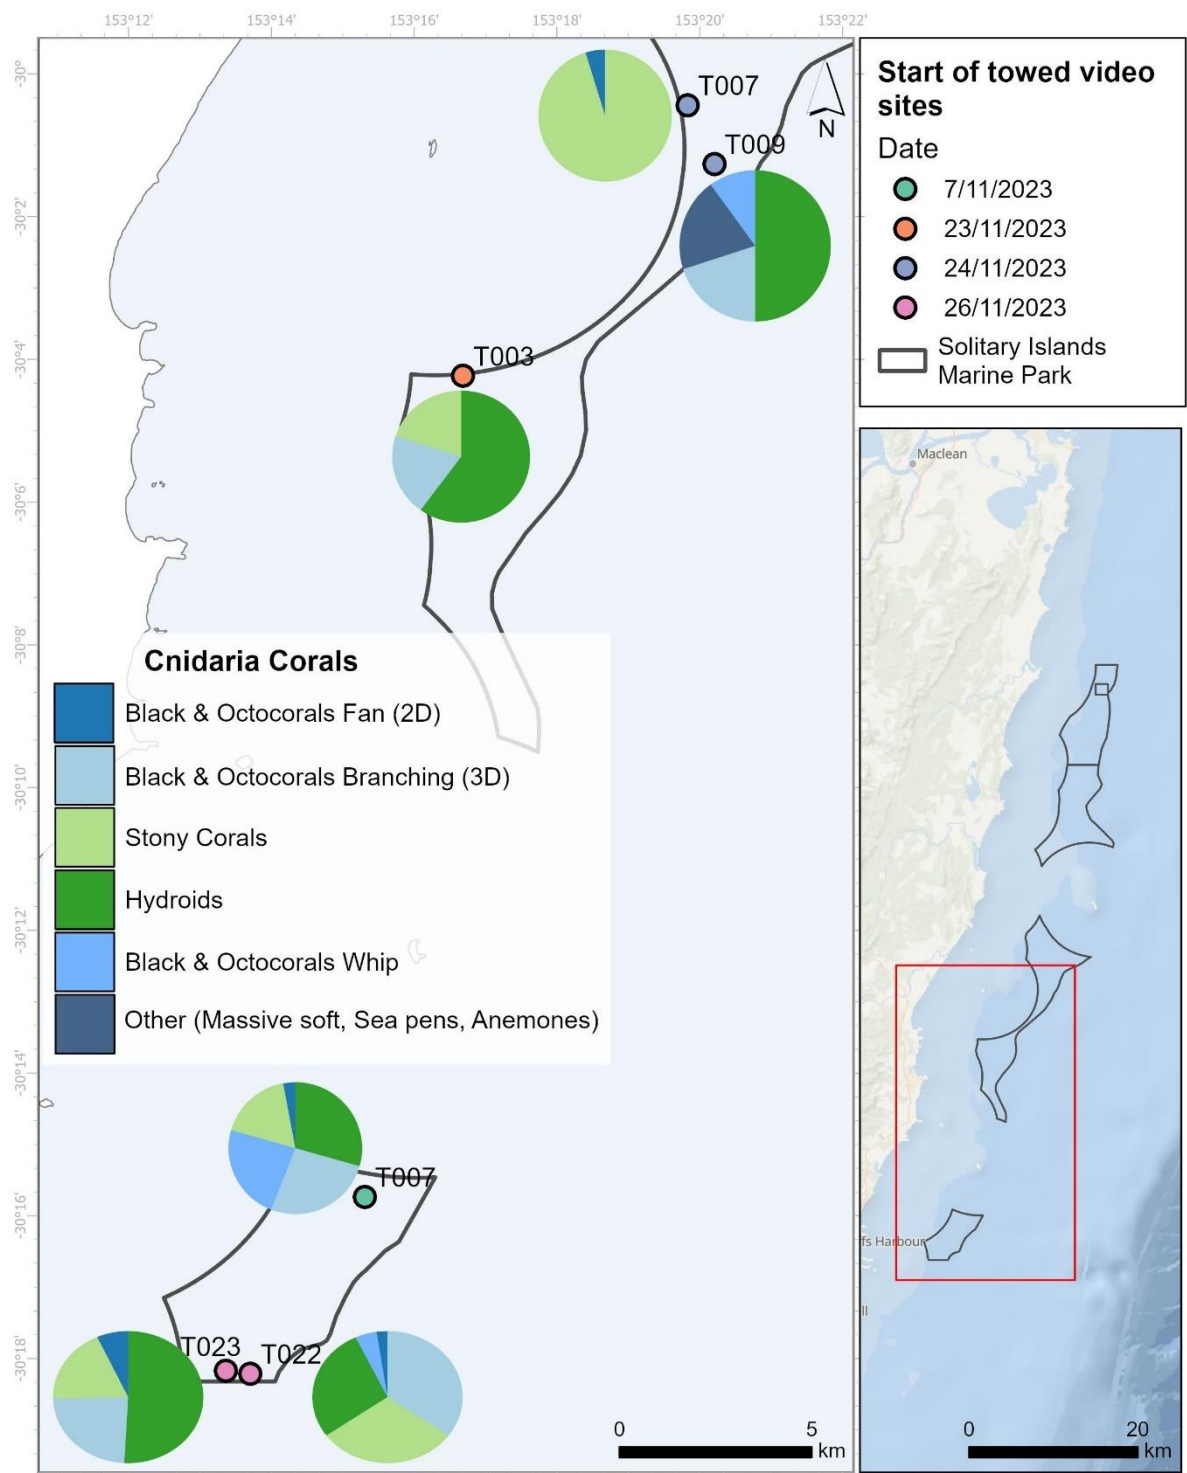 153°12'
153°14'
153°16'
153°18'
153°20'
153°22'
-30°
-30°2'
-30°4'
-30°6'
-30°8'
-30°10'
-30°12'
-30°14'
-30°16'
-30°18'
T007
T009
N
T003
Cnidaria Corals
Black & Octocorals Fan (2D)
Black & Octocorals Branching (3D)
Stony Corals
Hydroids
Black & Octocorals Whip
Other (Massive soft, Sea pens, Anemones)
T007
T023
T022
0
5
km
Start of towed video
sites
Date
7/11/2023
23/11/2023
24/11/2023
26/11/2023
Solitary Islands
Marine Park
Maclean
fs Harbour
ll
0
20
km